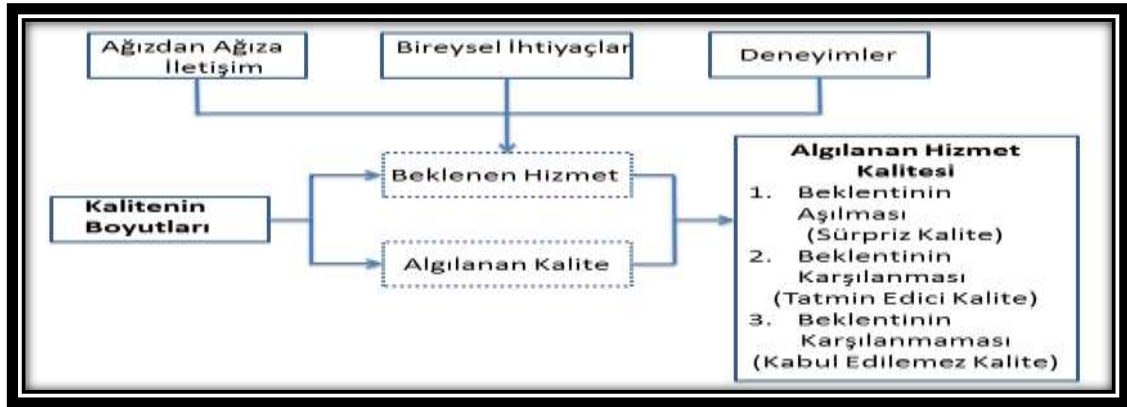 Ağızdan Ağıza
İletişim
Bireysel İhtiyaçlar
Deneyimler
Beklenen Hizmet
Kalitenin
Boyutları
Algılanan Kalite
Algılanan Hizmet
Kalitesi
1. Beklentinin
Aşılması
(Sürpriz Kalite)
2. Beklentinin
Karşılanması
(Tatmin Edici Kalite)
3. Beklentinin
Karşılanmaması
(Kabul Edilemez Kalite)